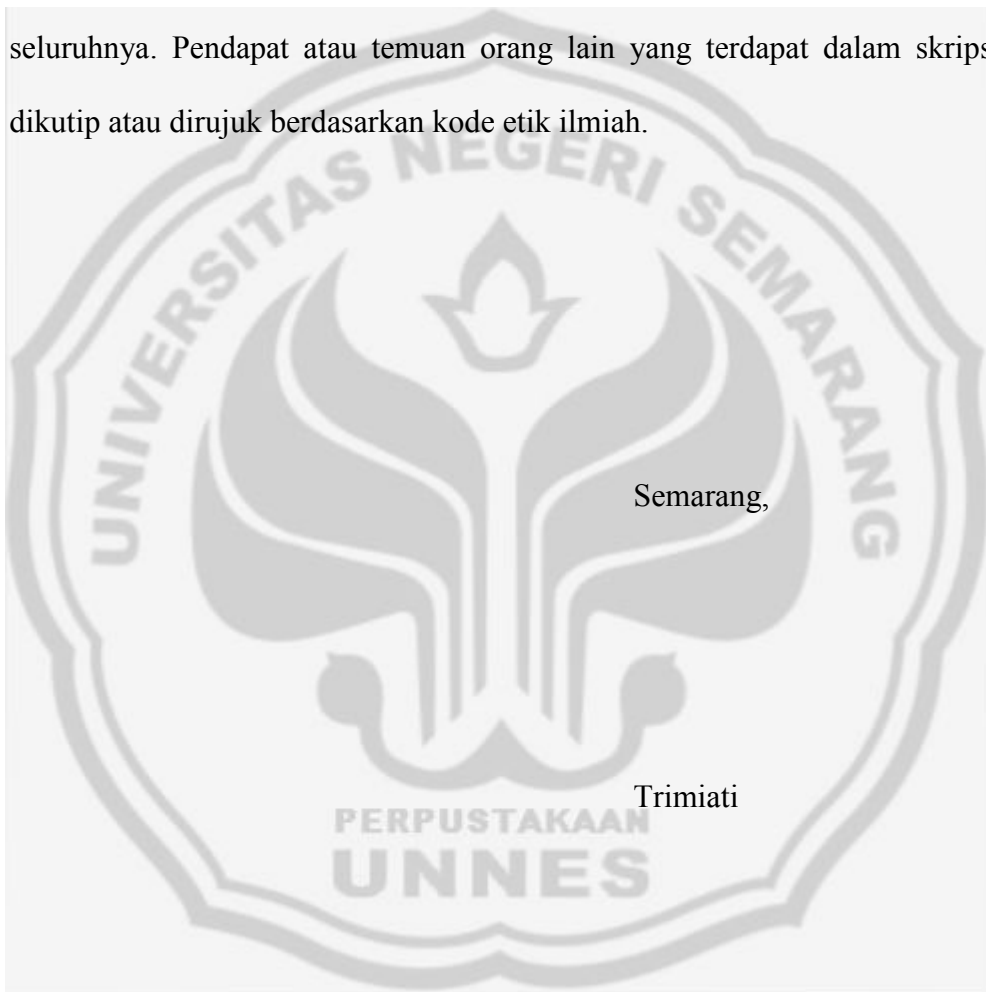 seluruhnya. Pendapat atau temuan orang lain yang terdapat dalam skrips
dikutip atau dirujuk berdasarkan kode etik ilmiah.
UNIVERSITAS NEGERI SEMARANG
Semarang,
Trimiati
PERPUSTAKAAN
UNNES